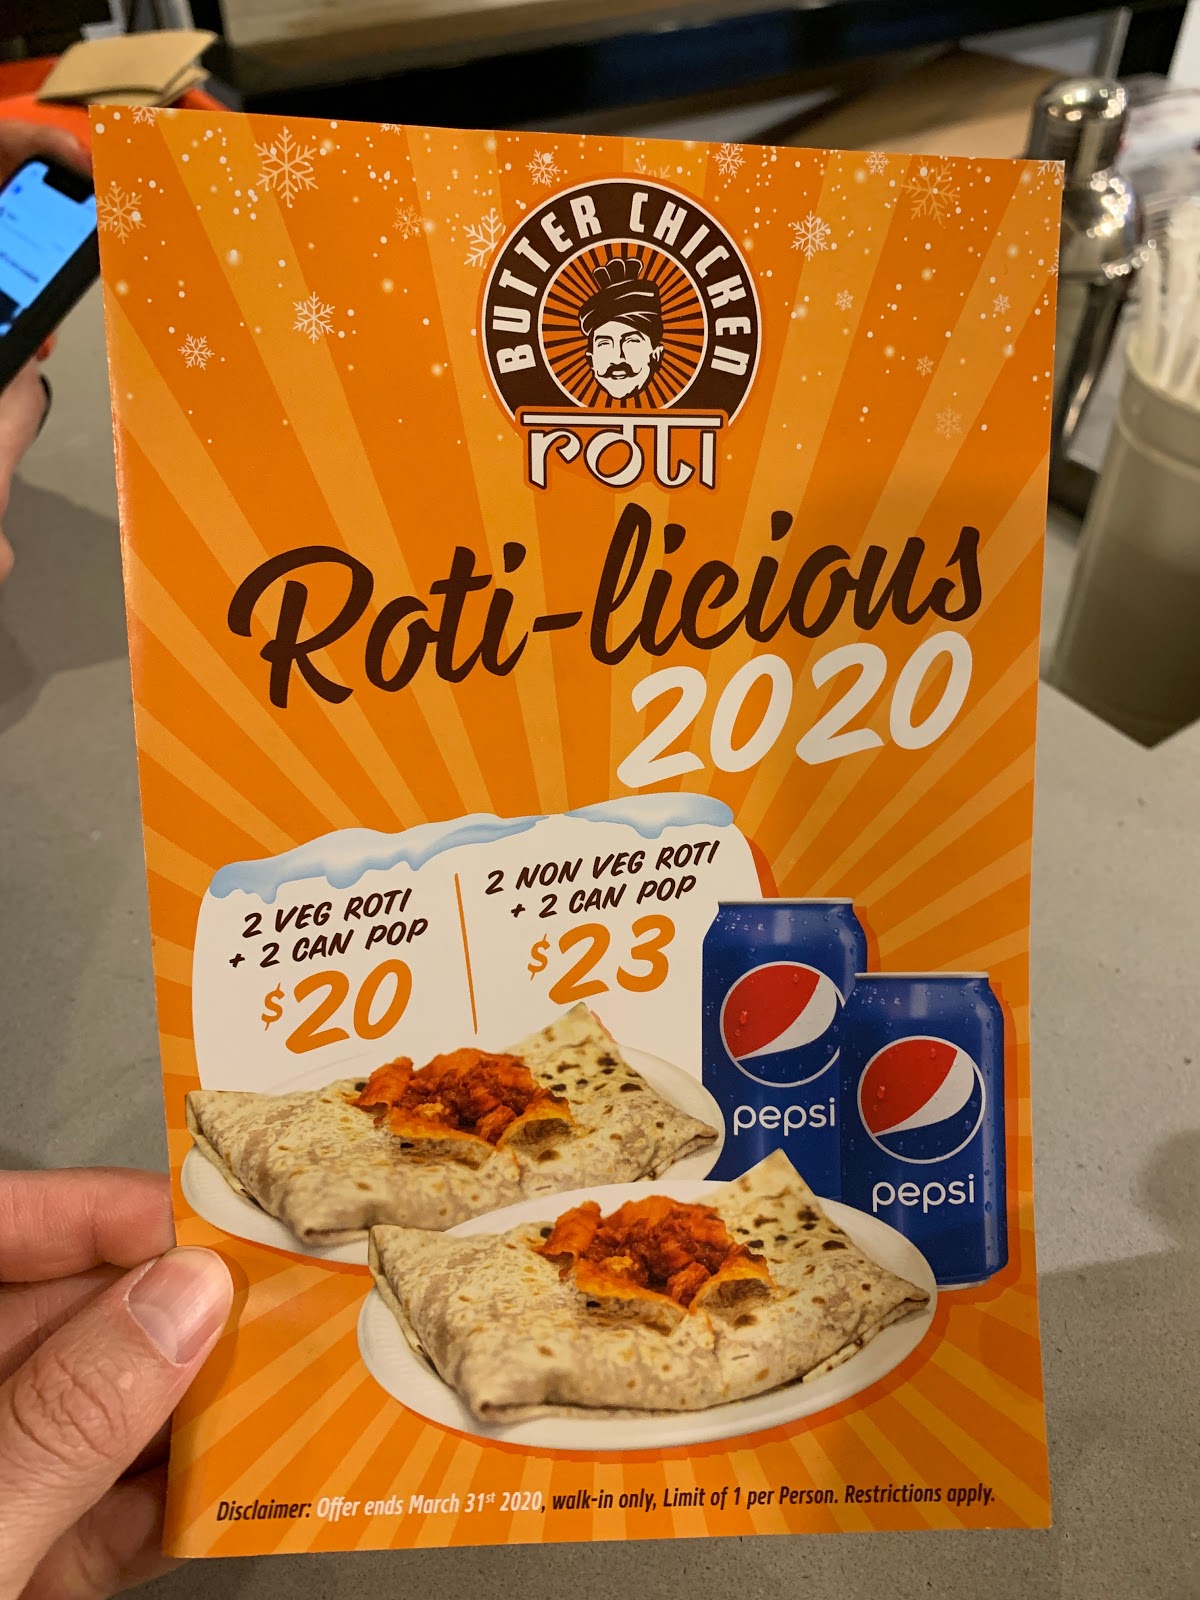 BUTTER CHICKEN
roti
Roti-licious
2020
2 VEG ROTI
+ 2 CAN POP
$20
2 NON VEG ROTI
+ 2 CAN POP
$23
pepsi
pepsi
Disclaimer: Offer ends March 31st 2020, walk-in only, Limit of 1 per Person. Restrictions apply.